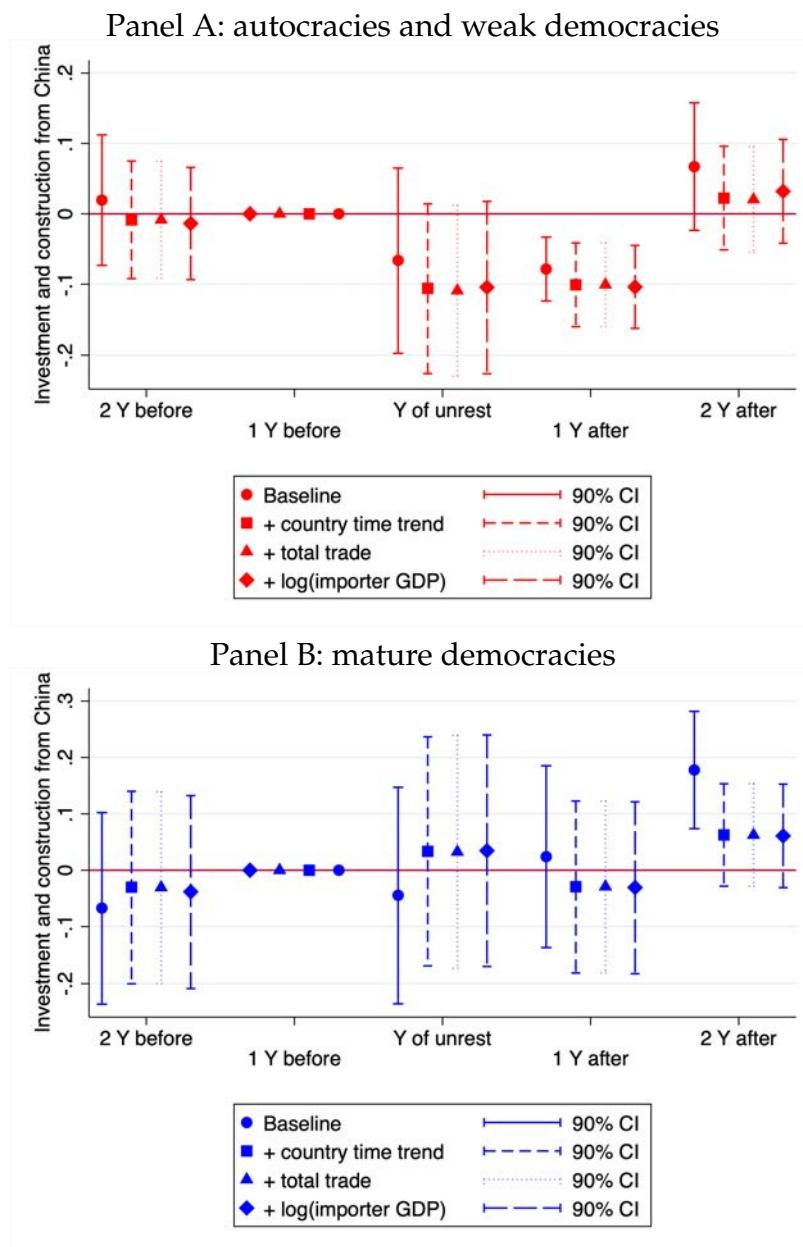 Panel A: autocracies and weak democracies
Investment and construction from China
.2
.1
0
-.1
-.2
2 Y before
1 Y before
Y of unrest
1 Y after
2 Y after
Baseline 90% CI
+ country time trend 90% CI
+ total trade 90% CI
+ log(importer GDP) 90% CI
Panel B: mature democracies
Investment and construction from China
.3
.2
.1
0
-.1
-.2
2 Y before
1 Y before
Y of unrest
1 Y after
2 Y after
Baseline 90% CI
+ country time trend 90% CI
+ total trade 90% CI
+ log(importer GDP) 90% CI